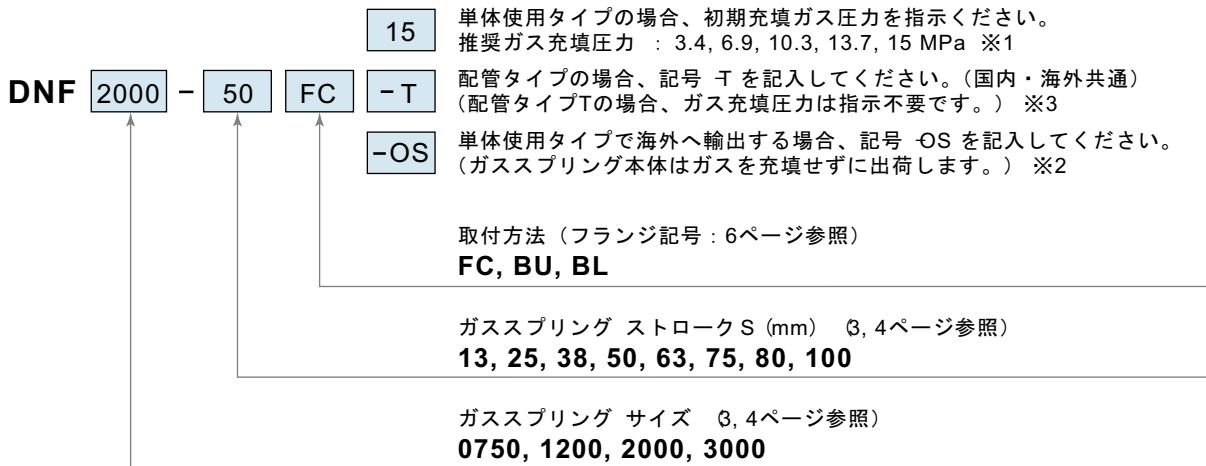 15
単体使用タイプの場合、初期充填ガス圧力を指示ください。
推奨ガス充填圧力 : 3.4, 6.9, 10.3, 13.7, 15 MPa ※1
DNF 2000 - 50 FC -T
配管タイプの場合、記号 -T を記入してください。（国内・海外共通）
（配管タイプTの場合、ガス充填圧力は指示不要です。） ※3
-OS
単体使用タイプで海外へ輸出する場合、記号 -OS を記入してください。
（ガススプリング本体はガスを充填せずに出荷します。） ※2
取付方法（フランジ記号：6ページ参照）
FC, BU, BL
ガススプリング ストロークS (mm) (3, 4ページ参照）
13, 25, 38, 50, 63, 75, 80, 100
ガススプリング サイズ (3, 4ページ参照）
0750, 1200, 2000, 3000